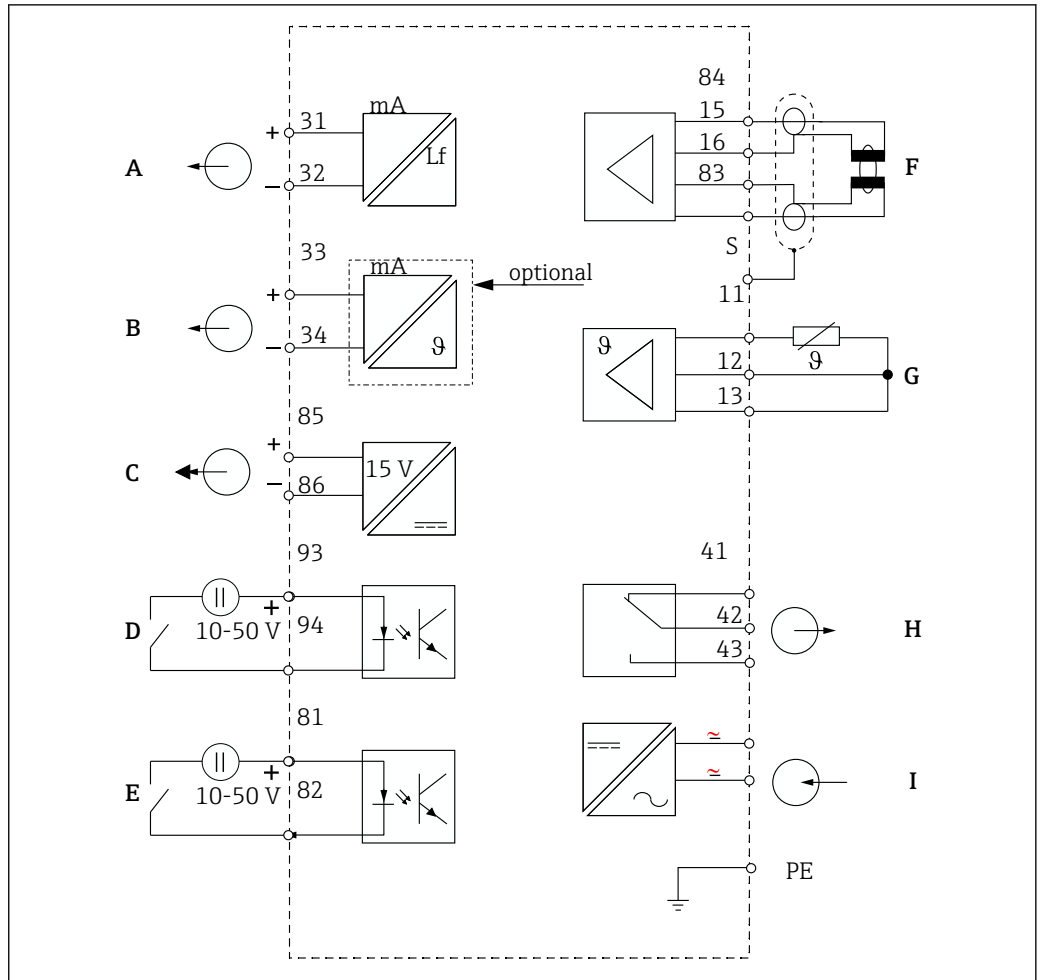 mA
+ 31
Lf
A
− 32
33
mA
optional
+
B
− 34
ϑ
85
+
C
15 V
− 86
93
+
D
10-50 V
94
81
+
E
10-50 V
82
84
15
16
83
F
S
11
ϑ
12
ϑ
G
13
41
42
H
43
~
~
I
PE